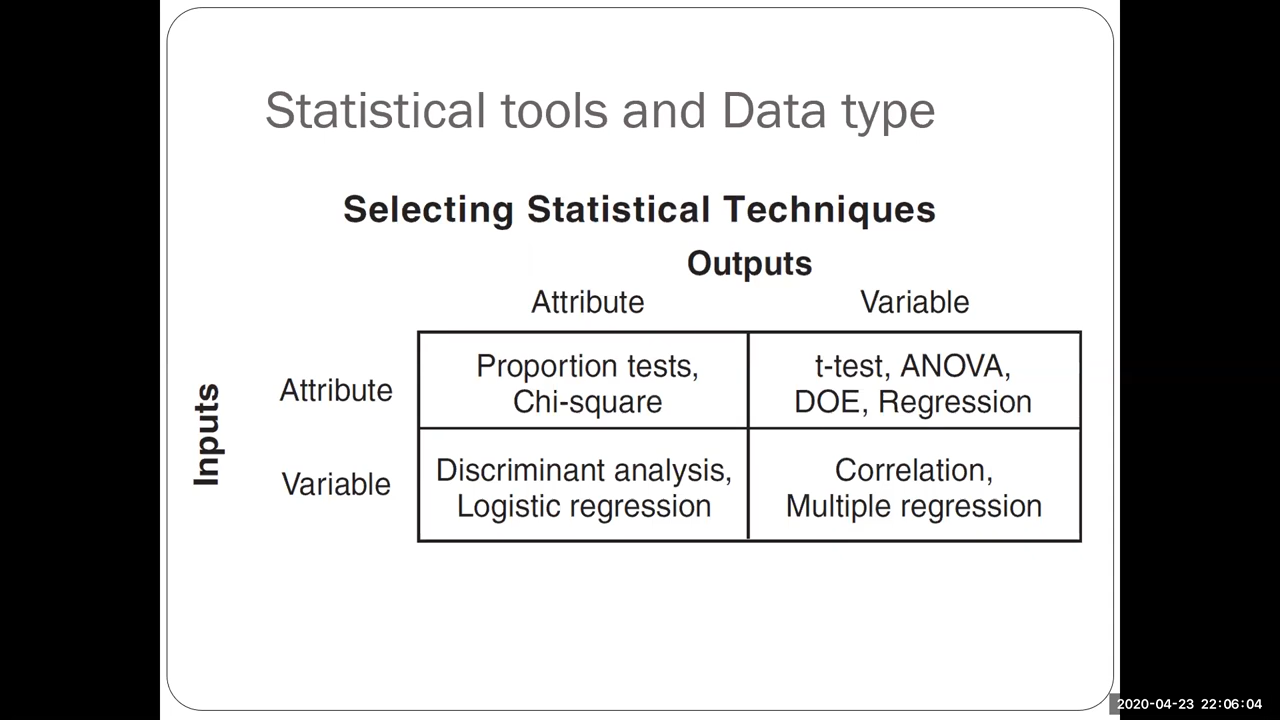 Statistical tools and Data type
Selecting Statistical Techniques
Outputs
Attribute Variable
Inputs
Attribute
Proportion tests,
Chi-square
t-test, ANOVA,
DOE, Regression
Variable
Discriminant analysis,
Logistic regression
Correlation,
Multiple regression
2020-04-23 22:06:04